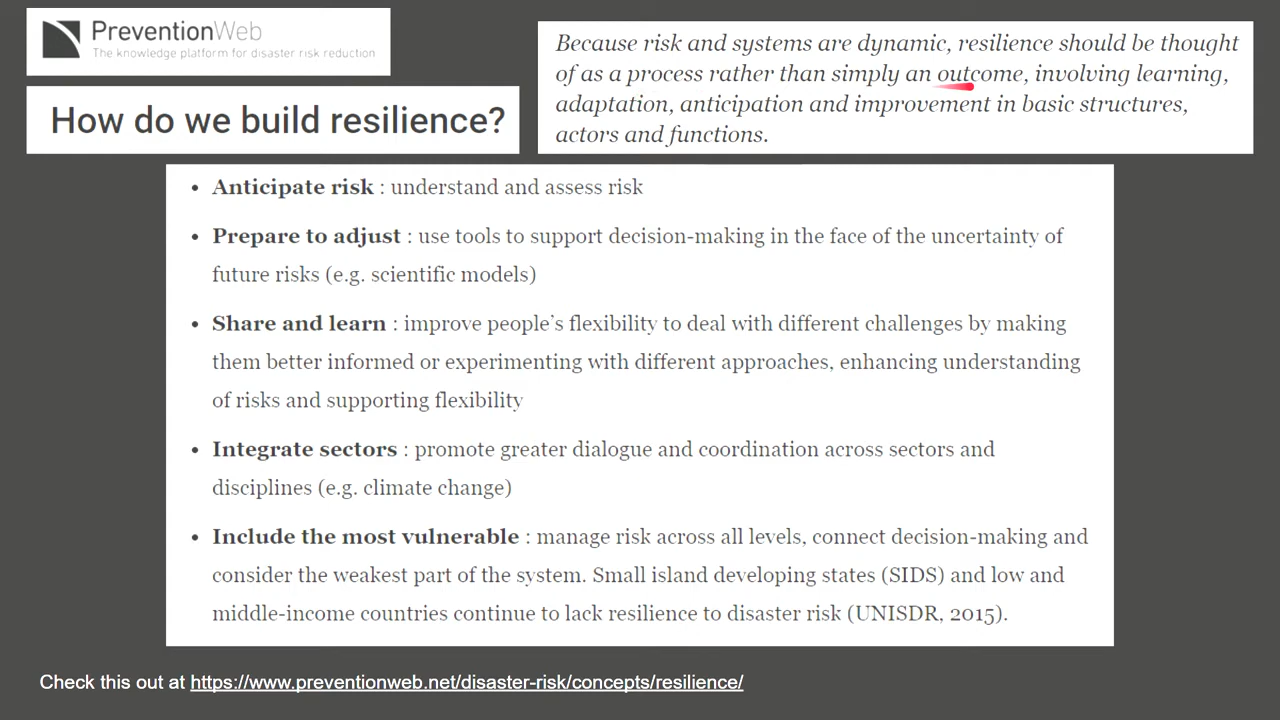 PreventionWeb
The knowledge platform for disaster risk reduction
How do we build resilience?
Because risk and systems are dynamic, resilience should be thought
of as a process rather than simply an outcome, involving learning,
adaptation, anticipation and improvement in basic structures,
actors and functions.
• Anticipate risk : understand and assess risk
• Prepare to adjust : use tools to support decision-making in the face of the uncertainty of
future risks (e.g. scientific models)
• Share and learn : improve people's flexibility to deal with different challenges by making
them better informed or experimenting with different approaches, enhancing understanding
of risks and supporting flexibility
• Integrate sectors : promote greater dialogue and coordination across sectors and
disciplines (e.g. climate change)
• Include the most vulnerable : manage risk across all levels, connect decision-making and
consider the weakest part of the system. Small island developing states (SIDS) and low and
middle-income countries continue to lack resilience to disaster risk (UNISDR, 2015).
Check this out at https://www.preventionweb.net/disaster-risk/concepts/resilience/